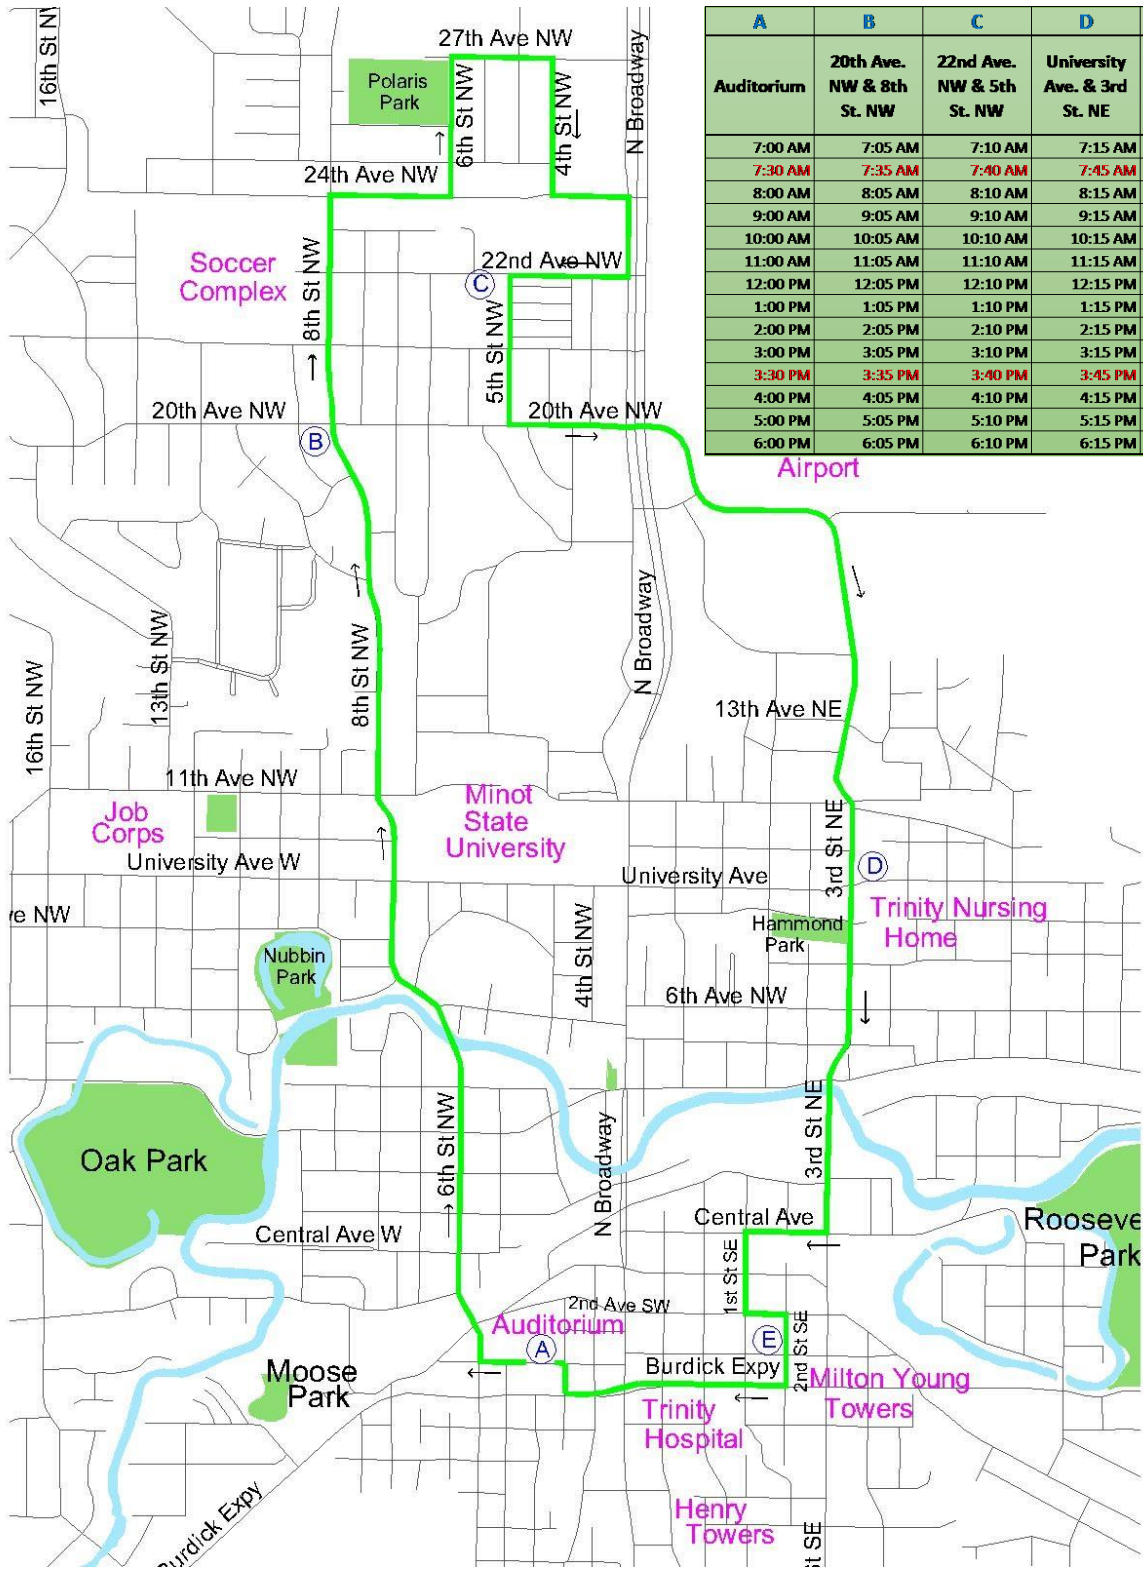 16th St NW
27th Ave NW
N Broadway
Polaris
Park
6th St NW
4th St NW
24th Ave NW
A B C D
Auditorium
20th Ave.
NW & 8th
St. NW
22nd Ave.
NW & 5th
St. NW
University
Ave. & 3rd
St. NE
7:00 AM 7:05 AM 7:10 AM 7:15 AM
7:30 AM 7:35 AM 7:40 AM 7:45 AM
8:00 AM 8:05 AM 8:10 AM 8:15 AM
9:00 AM 9:05 AM 9:10 AM 9:15 AM
10:00 AM 10:05 AM 10:10 AM 10:15 AM
11:00 AM 11:05 AM 11:10 AM 11:15 AM
12:00 PM 12:05 PM 12:10 PM 12:15 PM
1:00 PM 1:05 PM 1:10 PM 1:15 PM
2:00 PM 2:05 PM 2:10 PM 2:15 PM
3:00 PM 3:05 PM 3:10 PM 3:15 PM
3:30 PM 3:35 PM 3:40 PM 3:45 PM
4:00 PM 4:05 PM 4:10 PM 4:15 PM
5:00 PM 5:05 PM 5:10 PM 5:15 PM
6:00 PM 6:05 PM 6:10 PM 6:15 PM
Soccer
Complex
8th St NW
22nd Ave NW
C
5th St NW
20th Ave NW
20th Ave NW
B
Airport
N Broadway
13th St NW
16th St NW
8th St NW
13th Ave NE
11th Ave NW
Job
Corps
Minot
State
University
3rd St NE
University Ave W
University Ave
D
ve NW
Trinity Nursing
Home
Hammond
Park
4th St NW
Nubbin
Park
6th Ave NW
Oak Park
6th St NW
N Broadway
3rd St NE
Central Ave W
Central Ave
Rooseve
Park
1st St SE
2nd Ave SW
Auditorium
A
E
2nd St SE
Burdick Expy
Moose
Park
Milton Young
Towers
Trinity
Hospital
Henry
Towers
Burdick Expy
st SE